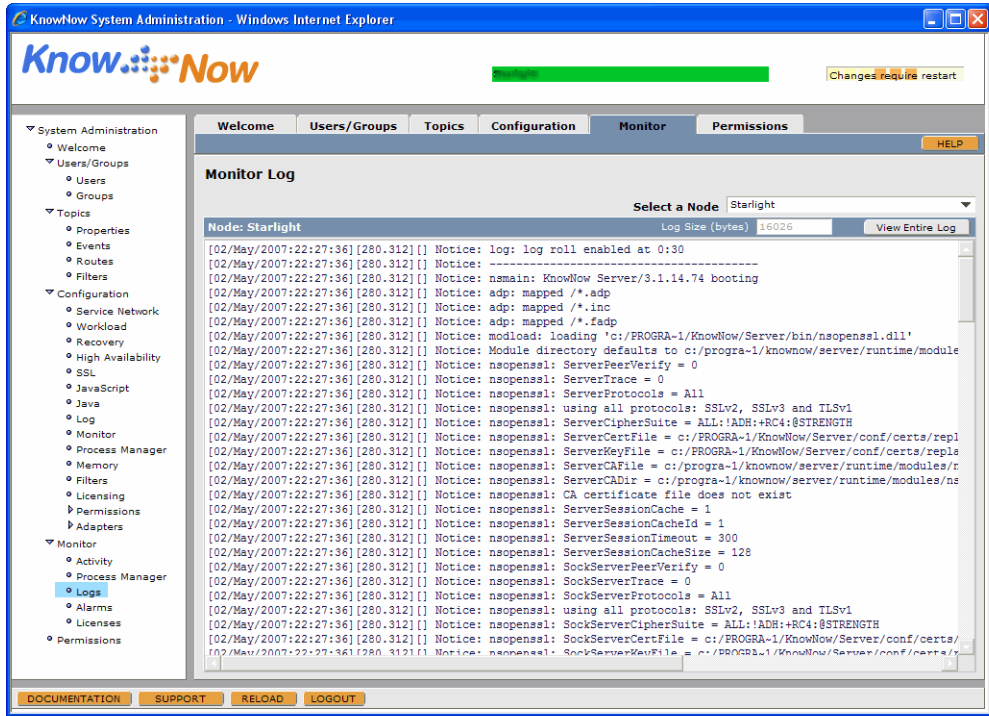 KnowNow System Administration - Windows Internet Explorer
Know Now
Starlight
Changes require restart
System Administration
Welcome
Users/Groups
Users
Groups
Topics
Properties
Events
Routes
Filters
Configuration
Service Network
Workload
Recovery
High Availability
SSL
JavaScript
Java
Log
Monitor
Process Manager
Memory
Filters
Licensing
Permissions
Adapters
Monitor
Activity
Process Manager
Logs
Alarms
Licenses
Permissions
Welcome Users/Groups Topics Configuration Monitor Permissions
HELP
Monitor Log
Select a Node Starlight
Node: Starlight Log Size (bytes) 16026 View Entire Log
[02/May/2007:22:27:36][280.312][] Notice: log: log roll enabled at 0:30
[02/May/2007:22:27:36][280.312][] Notice: -----------------------------------------
[02/May/2007:22:27:36][280.312][] Notice: nsmain: KnowNow Server/3.1.14.74 booting
[02/May/2007:22:27:36][280.312][] Notice: adp: mapped /*.adp
[02/May/2007:22:27:36][280.312][] Notice: adp: mapped /*.inc
[02/May/2007:22:27:36][280.312][] Notice: adp: mapped /*.fadp
[02/May/2007:22:27:36][280.312][] Notice: modload: loading 'c:/PROGRA~1/KnowNow/Server/bin/nsopenssl.dll'
[02/May/2007:22:27:36][280.312][] Notice: Module directory defaults to c:/progra~1/knownow/server/runtime/module
[02/May/2007:22:27:36][280.312][] Notice: nsopenssl: ServerPeerVerify = 0
[02/May/2007:22:27:36][280.312][] Notice: nsopenssl: ServerTrace = 0
[02/May/2007:22:27:36][280.312][] Notice: nsopenssl: ServerProtocols = All
[02/May/2007:22:27:36][280.312][] Notice: nsopenssl: using all protocols: SSLv2, SSLv3 and TLSv1
[02/May/2007:22:27:36][280.312][] Notice: nsopenssl: ServerCipherSuite = ALL:!ADH:+RC4:@STRENGTH
[02/May/2007:22:27:36][280.312][] Notice: nsopenssl: ServerCertFile = c:/PROGRA~1/KnowNow/Server/conf/certs/repl
[02/May/2007:22:27:36][280.312][] Notice: nsopenssl: ServerKeyFile = c:/PROGRA~1/KnowNow/Server/conf/certs/repla
[02/May/2007:22:27:36][280.312][] Notice: nsopenssl: ServerCAFile = c:/progra~1/knownow/server/runtime/modules/n
[02/May/2007:22:27:36][280.312][] Notice: nsopenssl: ServerCADir = c:/progra~1/knownow/server/runtime/modules/ns
[02/May/2007:22:27:36][280.312][] Notice: nsopenssl: CA certificate file does not exist
[02/May/2007:22:27:36][280.312][] Notice: nsopenssl: ServerSessionCache = 1
[02/May/2007:22:27:36][280.312][] Notice: nsopenssl: ServerSessionCacheId = 1
[02/May/2007:22:27:36][280.312][] Notice: nsopenssl: ServerSessionTimeout = 300
[02/May/2007:22:27:36][280.312][] Notice: nsopenssl: ServerSessionCacheSize = 128
[02/May/2007:22:27:36][280.312][] Notice: nsopenssl: SockServerPeerVerify = 0
[02/May/2007:22:27:36][280.312][] Notice: nsopenssl: SockServerTrace = 0
[02/May/2007:22:27:36][280.312][] Notice: nsopenssl: SockServerProtocols = All
[02/May/2007:22:27:36][280.312][] Notice: nsopenssl: using all protocols: SSLv2, SSLv3 and TLSv1
[02/May/2007:22:27:36][280.312][] Notice: nsopenssl: SockServerCipherSuite = ALL:!ADH:+RC4:@STRENGTH
[02/May/2007:22:27:36][280.312][] Notice: nsopenssl: SockServerCertFile = c:/PROGRA~1/KnowNow/Server/conf/certs/
[02/May/2007:22:27:36][280.312][] Notice: nsopenssl: SockServerKeyFile = c:/PROGRA~1/KnowNow/Server/conf/certs/r
DOCUMENTATION SUPPORT RELOAD LOGOUT